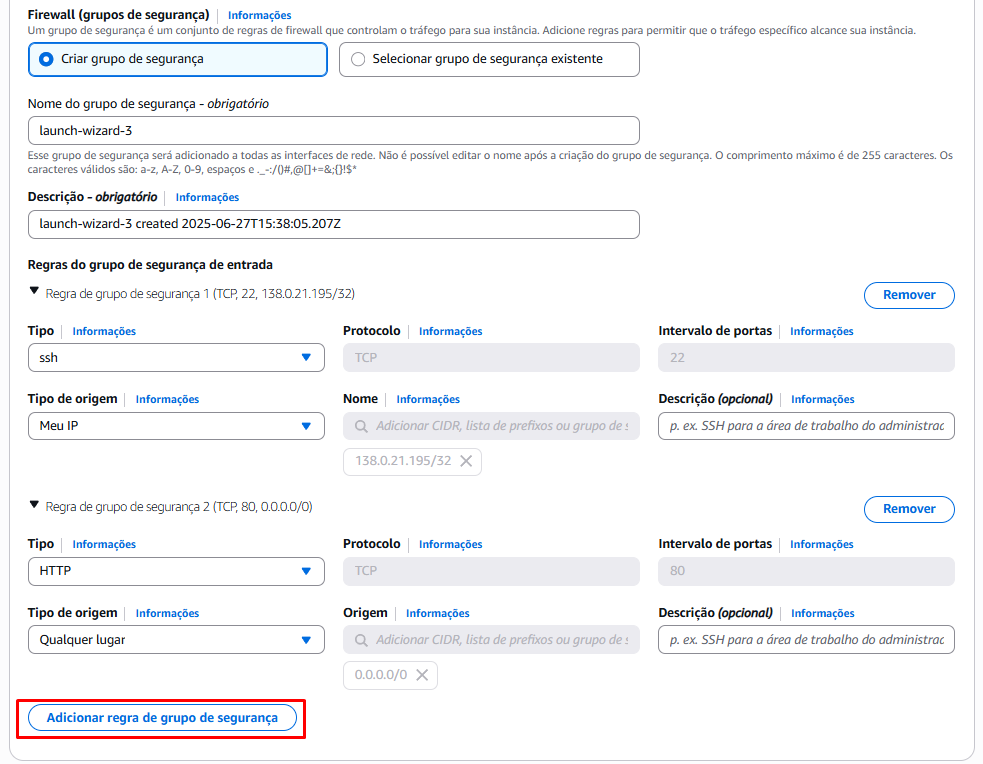 Firewall (grupos de segurança) | Informações
Um grupo de segurança é um conjunto de regras de firewall que controlam o tráfego para sua instância. Adicione regras para permitir que o tráfego específico alcance sua instância.
Criar grupo de segurança
Selecionar grupo de segurança existente
Nome do grupo de segurança - obrigatório
launch-wizard-3
Esse grupo de segurança será adicionado a todas as interfaces de rede. Não é possível editar o nome após a criação do grupo de segurança. O comprimento máximo é de 255 caracteres. Os
caracteres válidos são: a-z, A-Z, 0-9, espaços e ._-:/()#,@[]+=&;{}!$*
Descrição - obrigatório | Informações
launch-wizard-3 created 2025-06-27T15:38:05.207Z
Regras do grupo de segurança de entrada
Regra de grupo de segurança 1 (TCP, 22, 138.0.21.195/32)
Remover
Tipo | Informações
Protocolo | Informações
Intervalo de portas | Informações
ssh
TCP
22
Tipo de origem | Informações
Nome | Informações
Descrição (opcional) | Informações
Meu IP
Adicionar CIDR, lista de prefixos ou grupo de s
p. ex. SSH para a área de trabalho do administrac
138.0.21.195/32
Regra de grupo de segurança 2 (TCP, 80, 0.0.0.0/0)
Remover
Tipo | Informações
Protocolo | Informações
Intervalo de portas | Informações
HTTP
TCP
80
Tipo de origem | Informações
Origem | Informações
Descrição (opcional) | Informações
Qualquer lugar
Adicionar CIDR, lista de prefixos ou grupo de s
p. ex. SSH para a área de trabalho do administrac
0.0.0.0/0
Adicionar regra de grupo de segurança